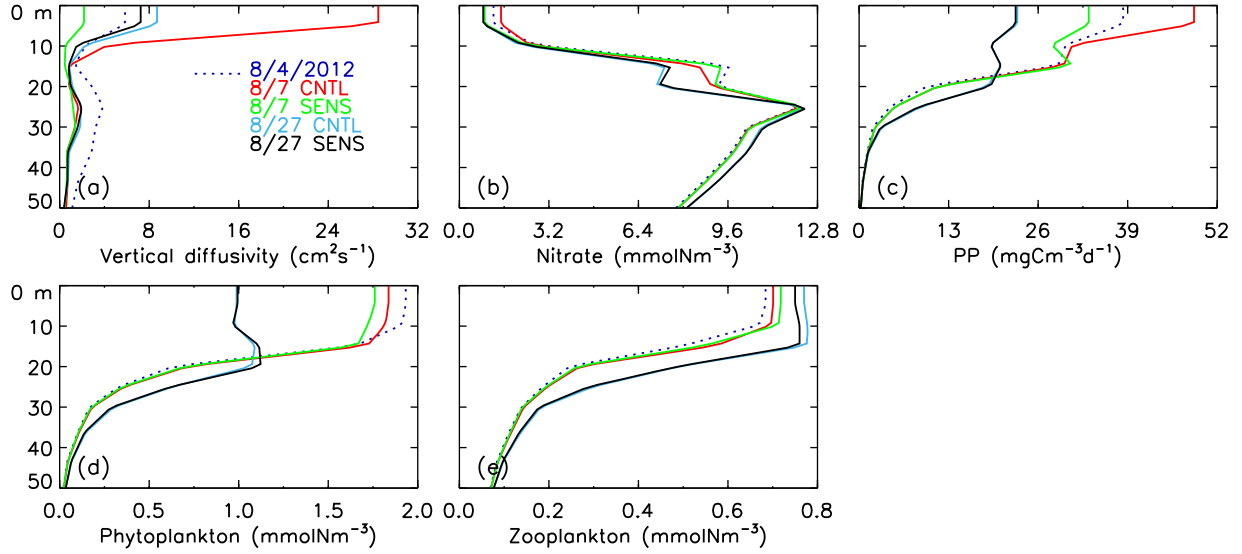 0 m
10
20
30
40
50
8/4/2012
8/7 CNTL
8/7 SENS
8/27 CNTL
8/27 SENS
(a)
(b)
(c)
0 8 16 24 32
0.0 3.2 6.4 9.6 12.8
0 13 26 39 52
Vertical diffusivity (cm²s⁻¹)
Nitrate (mmolNm⁻³)
PP (mgCm⁻³d⁻¹)
0 m
10
20
30
40
50
(d)
(e)
0.0 0.5 1.0 1.5 2.0
0.0 0.2 0.4 0.6 0.8
Phytoplankton (mmolNm⁻³)
Zooplankton (mmolNm⁻³)